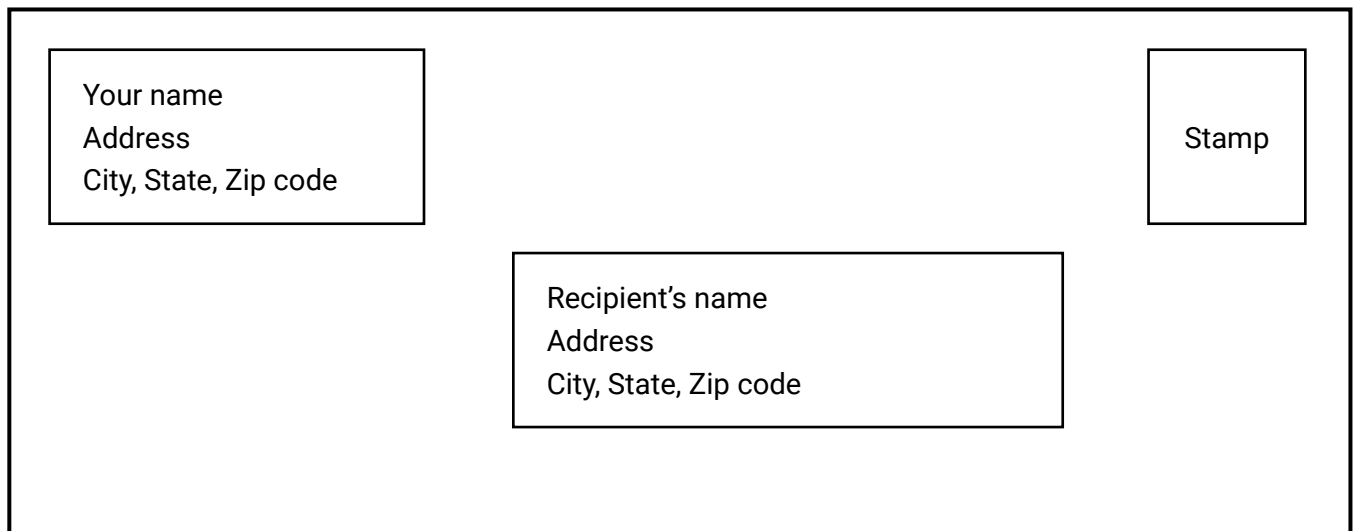 Your name
Address
City, State, Zip code
Stamp
Recipient’s name
Address
City, State, Zip code